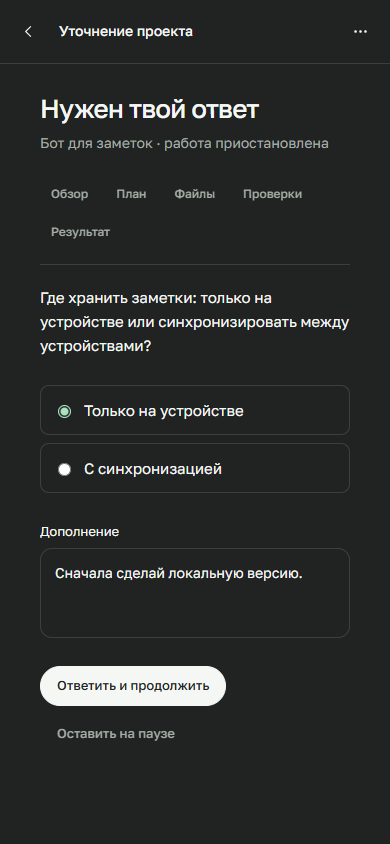 Уточнение проекта
Нужен твой ответ
Бот для заметок · работа приостановлена
Обзор План Файлы Проверки
Результат
Где хранить заметки: только на
устройстве или синхронизировать между
устройствами?
Только на устройстве
С синхронизацией
Дополнение
Сначала сделай локальную версию.
Ответить и продолжить
Оставить на паузе